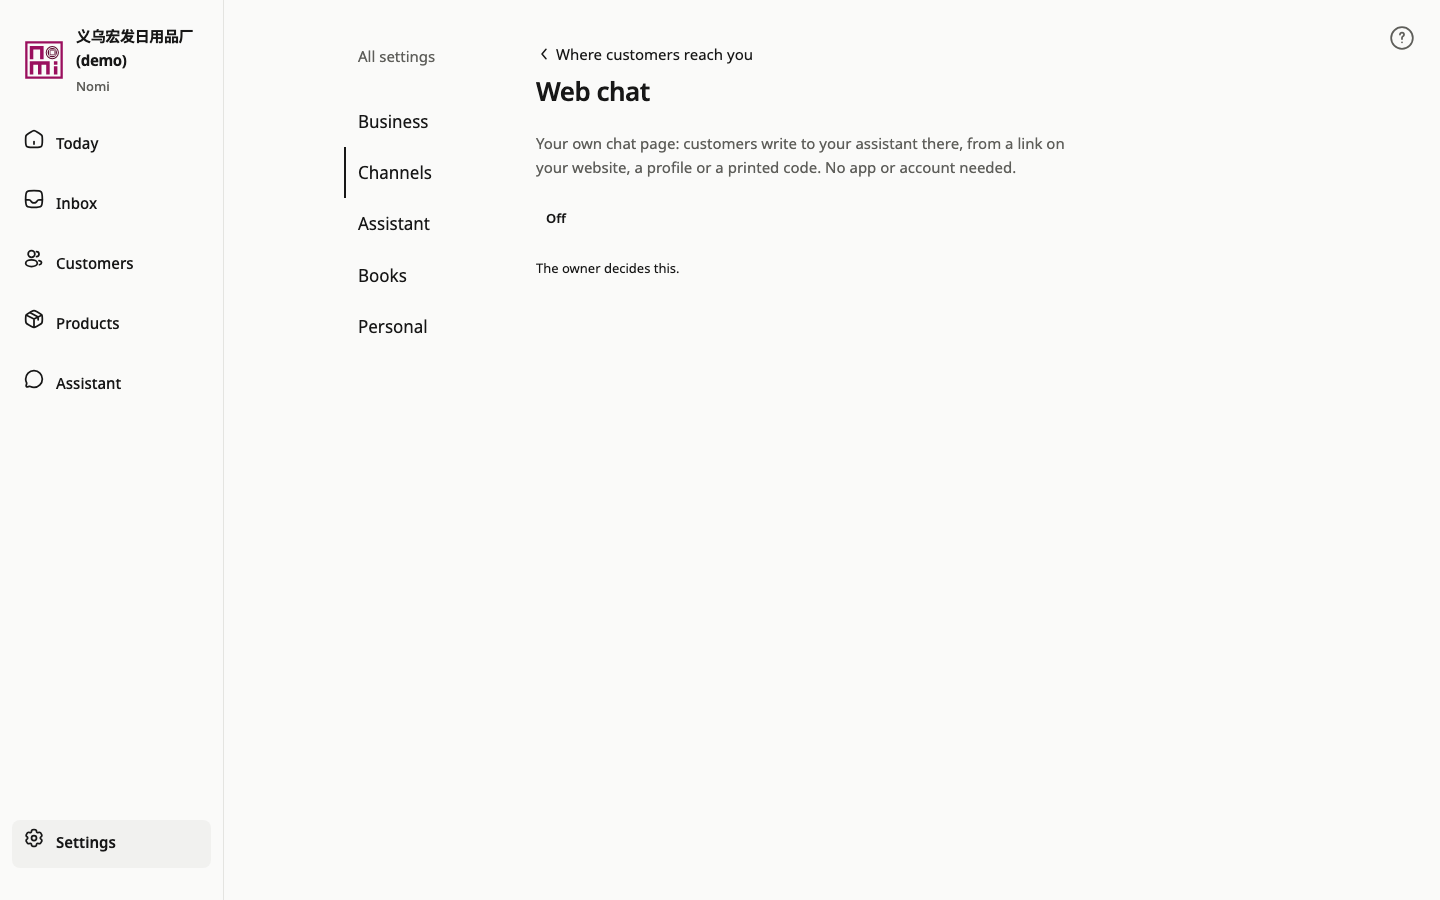 义乌宏发日用品厂
(demo)
Nomi
Today
Inbox
Customers
Products
Assistant
Settings
All settings
Business
Channels
Assistant
Books
Personal
Where customers reach you
Web chat
Your own chat page: customers write to your assistant there, from a link on
your website, a profile or a printed code. No app or account needed.
Off
The owner decides this.